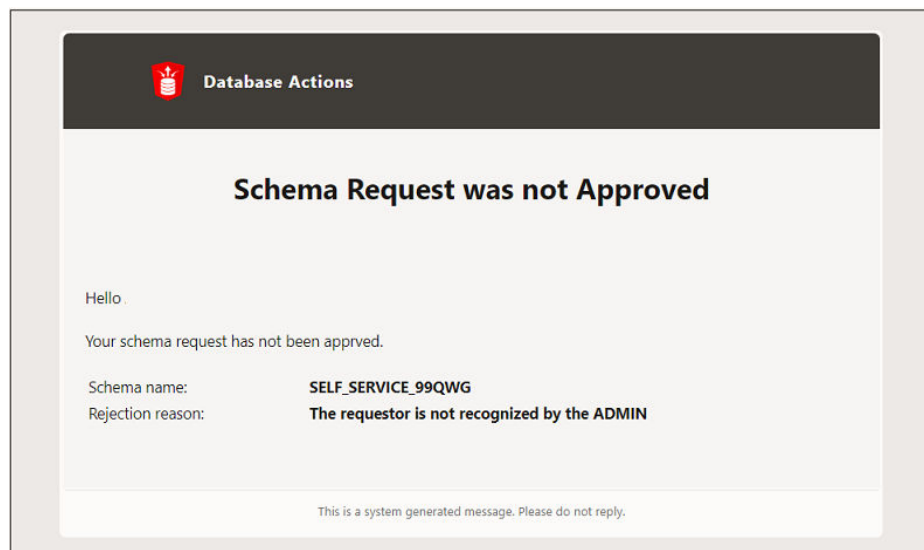 Database Actions
Schema Request was not Approved
Hello
Your schema request has not been apprved.
Schema name: SELF_SERVICE_99QWG
Rejection reason: The requestor is not recognized by the ADMIN
This is a system generated message. Please do not reply.